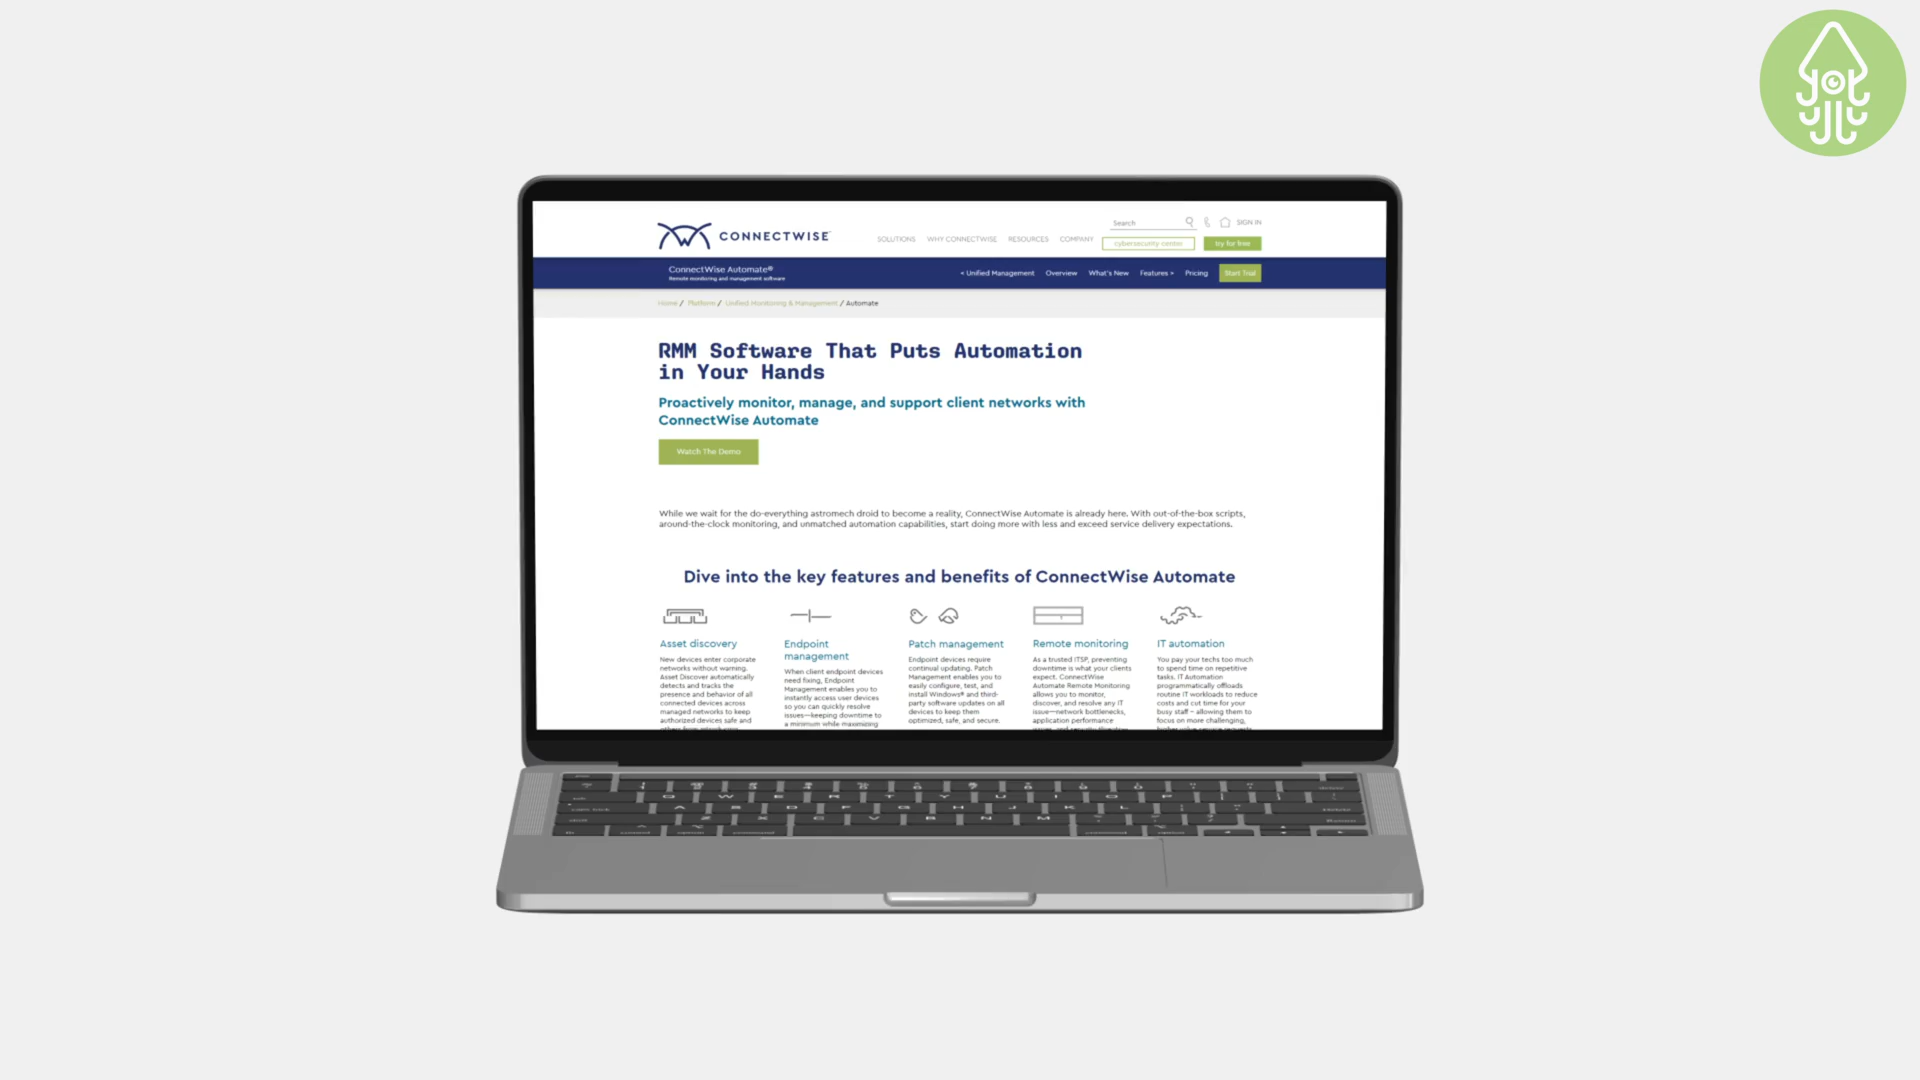 Search
SIGN IN
CONNECTWISE
SOLUTIONS WHY CONNECTWISE RESOURCES COMPANY
cybersecurity center
try for free
ConnectWise Automate®
Remote monitoring and management software
< Unified Management Overview What's New Features Pricing Start Trial
Home / Platform / Unified Monitoring & Management / Automate
RMM Software That Puts Automation
in Your Hands
Proactively monitor, manage, and support client networks with
ConnectWise Automate
Watch The Demo
While we wait for the do-everything astromech droid to become a reality, ConnectWise Automate is already here. With out-of-the-box scripts,
around-the-clock monitoring, and unmatched automation capabilities, start doing more with less and exceed service delivery expectations.
Dive into the key features and benefits of ConnectWise Automate
Asset discovery
New devices enter corporate
networks without warning.
Asset Discover automatically
detects and tracks the
presence and behavior of all
connected devices across
managed networks to keep
authorized devices safe and
Endpoint
management
When client endpoint devices
need fixing, Endpoint
Management enables you to
instantly access user devices
so you can quickly resolve
issues—keeping downtime to
a minimum while maximizing
Patch management
Endpoint devices require
continual updating. Patch
Management enables you to
easily configure, test, and
install Windows® and third-
party software updates on all
devices to keep them
optimized, safe, and secure.
Remote monitoring
As a trusted ITSP, preventing
downtime is what your clients
expect. ConnectWise
Automate Remote Monitoring
allows you to monitor,
discover, and resolve any IT
issue—network bottlenecks,
application performance
IT automation
You pay your techs too much
to spend time on repetitive
tasks. IT Automation
programmatically offloads
routine IT workloads to reduce
costs and cut time for your
busy staff – allowing them to
focus on more challenging,
Q W E R T Y U I O P
A S D F G H J K L
Z X C V B N M